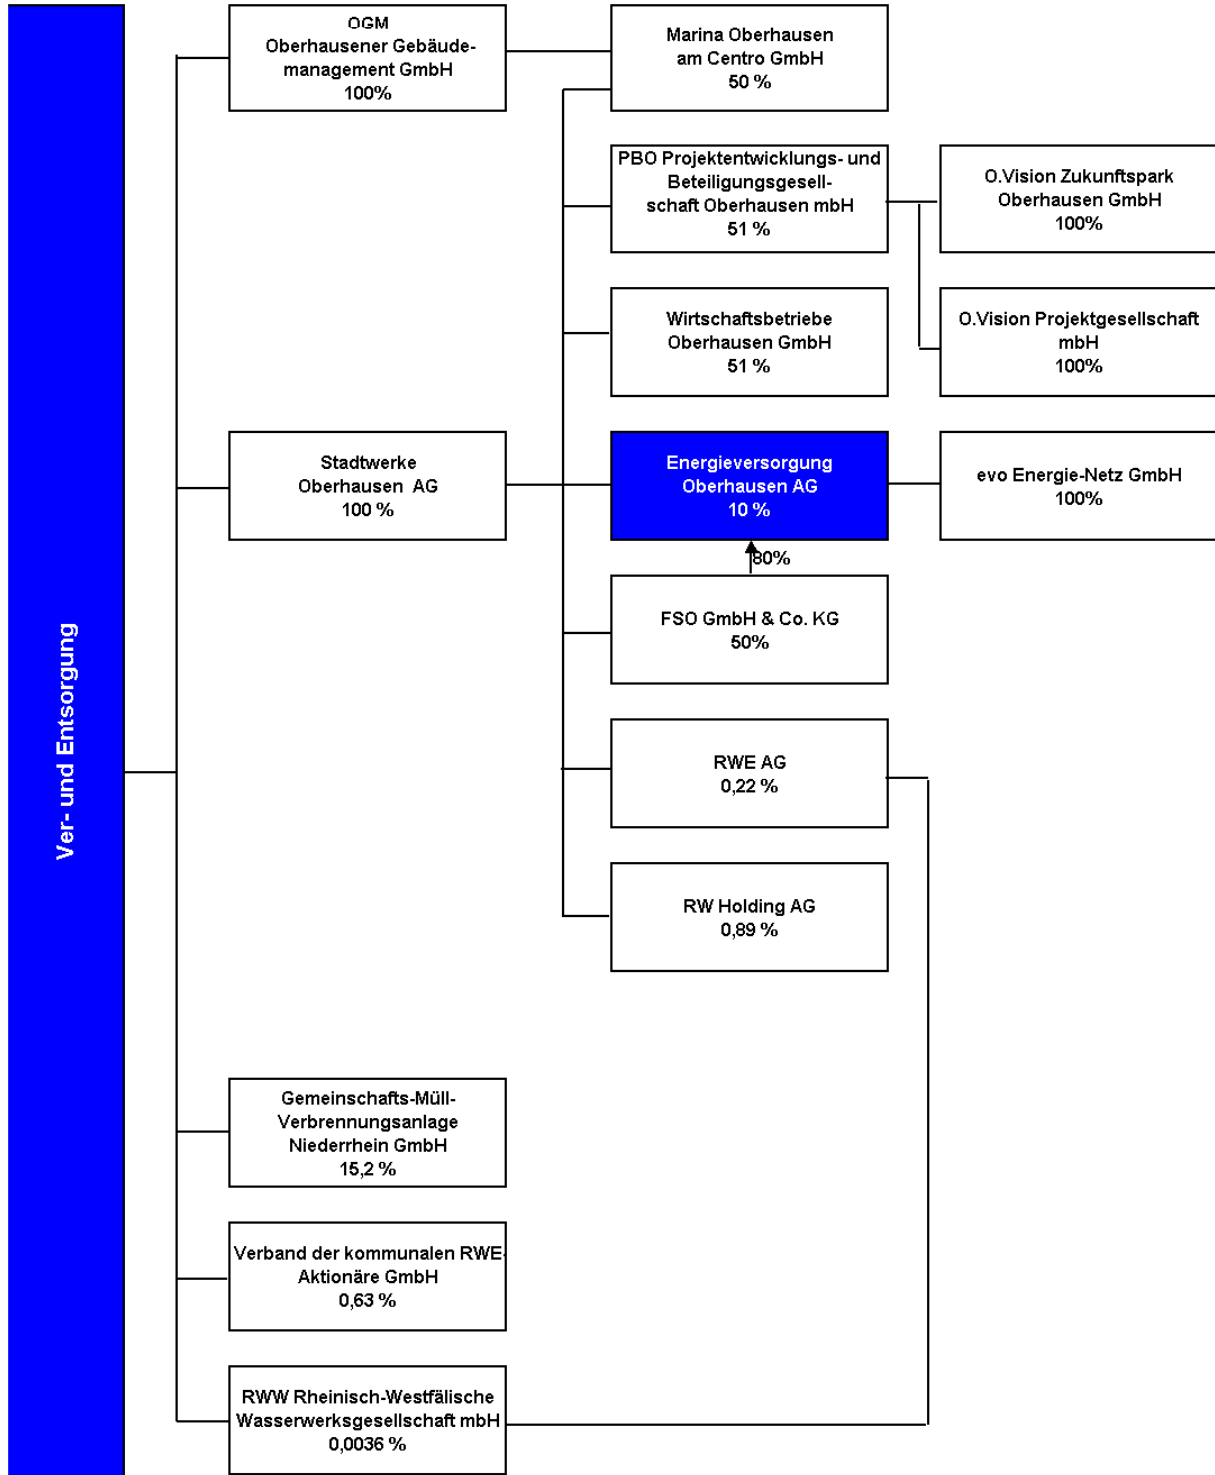 Ver- und Entsorgung
OGM
Oberhausener Gebäude-
management GmbH
100%
Marina Oberhausen
am Centro GmbH
50 %
PBO Projektentwicklungs- und
Beteiligungsgesell-
schaft Oberhausen mbH
51 %
O.Vision Zukunftspark
Oberhausen GmbH
100%
Wirtschaftsbetriebe
Oberhausen GmbH
51 %
O.Vision Projektgesellschaft
mbH
100%
Stadtwerke
Oberhausen AG
100 %
Energieversorgung
Oberhausen AG
10 %
evo Energie-Netz GmbH
100%
80%
FSO GmbH & Co. KG
50%
RWE AG
0,22 %
RW Holding AG
0,89 %
Gemeinschafts-Müll-
Verbrennungsanlage
Niederrhein GmbH
15,2 %
Verband der kommunalen RWE-
Aktionäre GmbH
0,63 %
RWW Rheinisch-Westfälische
Wasserwerksgesellschaft mbH
0,0036 %